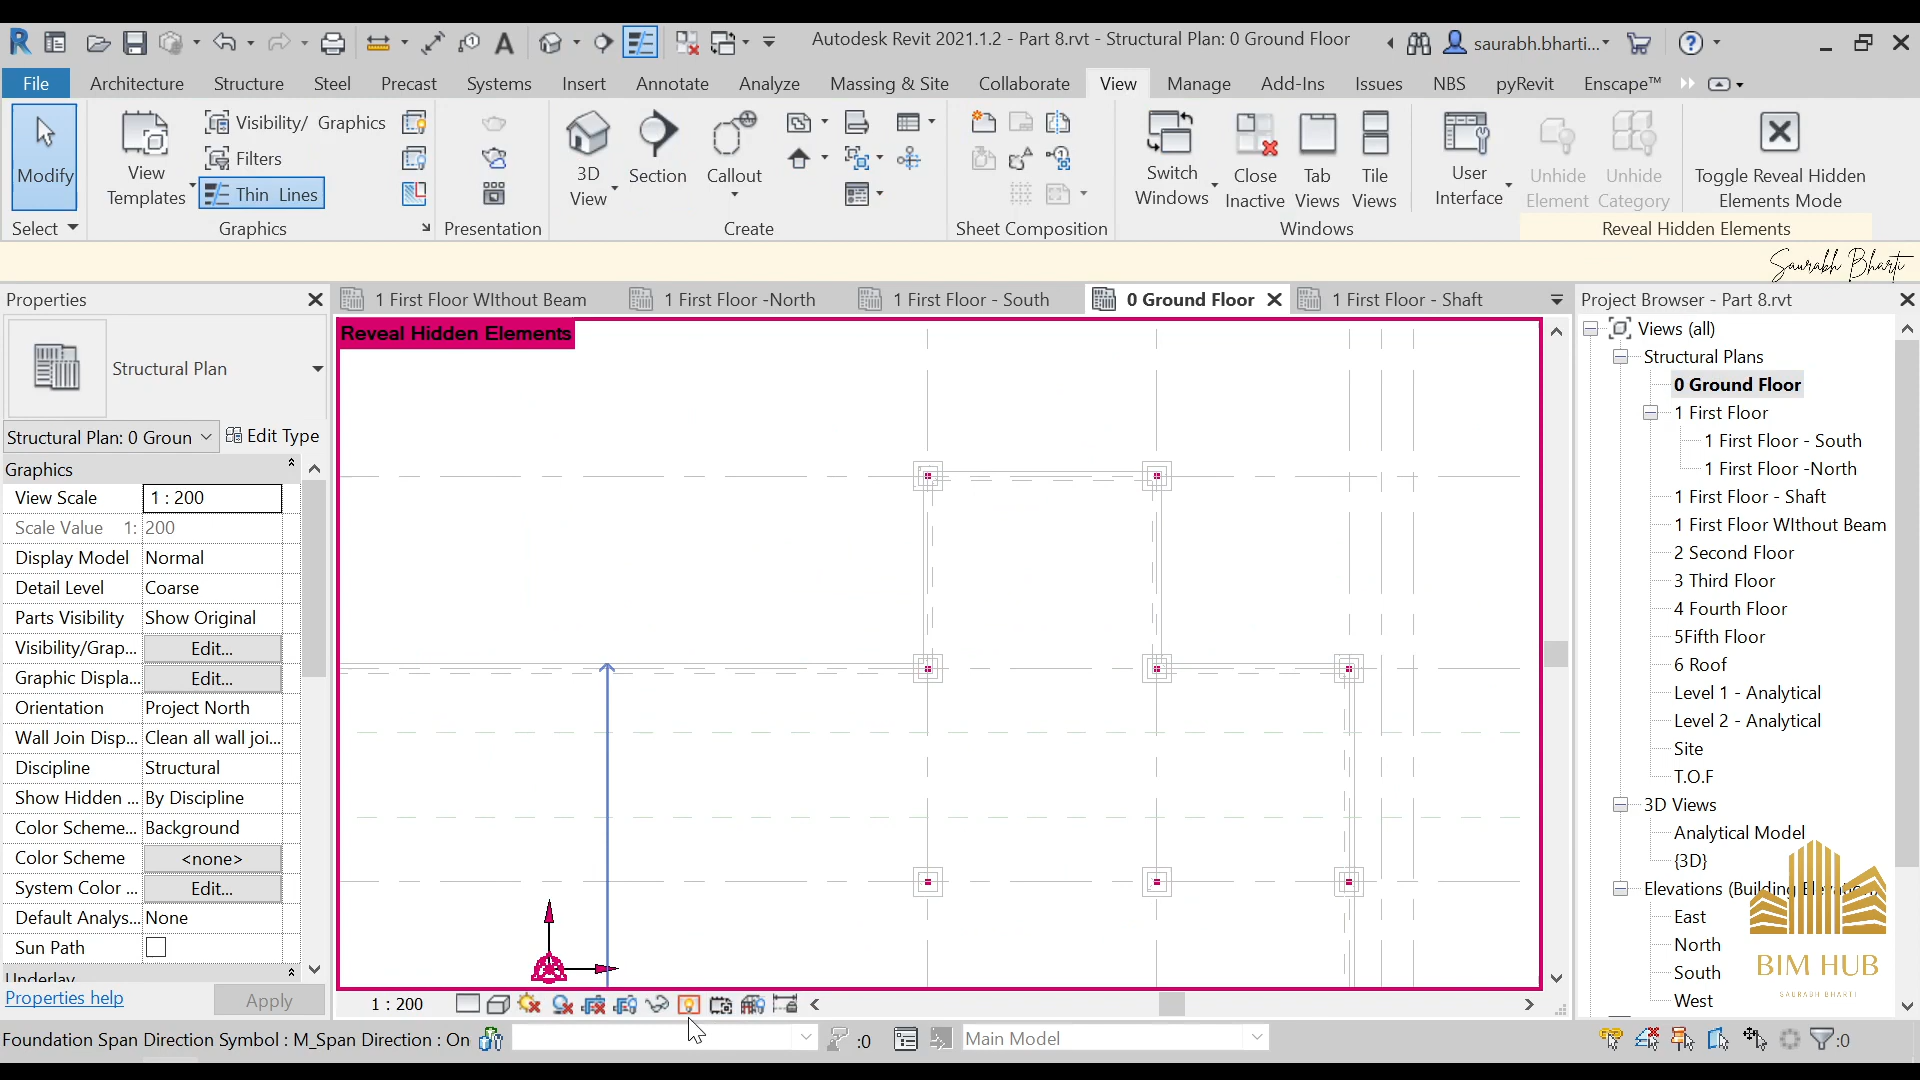 Autodesk Revit 2021.1.2 - Part 8.rvt - Structural Plan: 0 Ground Floor
saurabh.bharti...
File Architecture Structure Steel Precast Systems Insert Annotate Analyze Massing & Site Collaborate View Manage Add-Ins Issues NBS pyRevit Enscape™
Modify
View
Templates
Visibility/ Graphics
Filters
Thin Lines
3D
View
Section
Callout
Switch
Windows
Close
Inactive
Tab
Views
Tile
Views
User
Interface
Unhide
Element
Unhide
Category
Toggle Reveal Hidden
Elements Mode
Select Graphics Presentation Create Sheet Composition Windows Reveal Hidden Elements
Saurabh Bharti
Properties
1 First Floor WIthout Beam 1 First Floor -North 1 First Floor - South 0 Ground Floor 1 First Floor - Shaft
Project Browser - Part 8.rvt
Structural Plan
Structural Plan: 0 Groun Edit Type
Graphics
View Scale 1 : 200
Scale Value 1: 200
Display Model Normal
Detail Level Coarse
Parts Visibility Show Original
Visibility/Grap... Edit...
Graphic Displa... Edit...
Orientation Project North
Wall Join Disp... Clean all wall joi...
Discipline Structural
Show Hidden ... By Discipline
Color Scheme... Background
Color Scheme <none>
System Color ... Edit...
Default Analys... None
Sun Path
Underlay
Properties help Apply
Reveal Hidden Elements
1 : 200
Views (all)
Structural Plans
0 Ground Floor
1 First Floor
1 First Floor - South
1 First Floor -North
1 First Floor - Shaft
1 First Floor WIthout Beam
2 Second Floor
3 Third Floor
4 Fourth Floor
5Fifth Floor
6 Roof
Level 1 - Analytical
Level 2 - Analytical
Site
T.O.F
3D Views
Analytical Model
{3D}
Elevations (Building Elevation)
East
North
South
West
BIM HUB
SAURABH BHARTI
Foundation Span Direction Symbol : M_Span Direction : On
:0
Main Model
:0